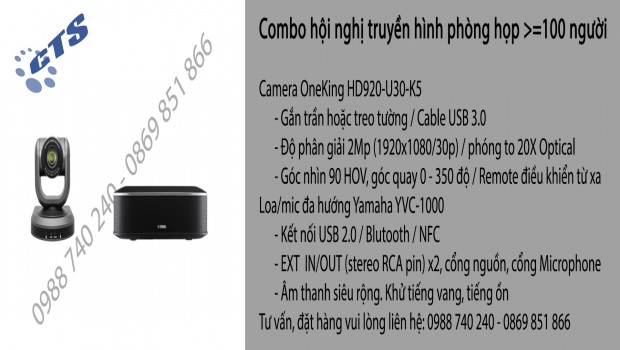 CTS
0988 740 240 - 0869 851 866
Combo hội nghị truyền hình phòng họp >=100 người
Camera OneKing HD920-U30-K5
- Gắn trần hoặc treo tường / Cable USB 3.0
- Độ phân giải 2Mp (1920x1080/30p) / phóng to 20X Optical
- Góc nhìn 90 HOV, góc quay 0 - 350 độ / Remote điều khiển từ xa
Loa/mic đa hướng Yamaha YVC-1000
- Kết nối USB 2.0 / Blutooth / NFC
- EXT IN/OUT (stereo RCA pin) x2, cổng nguồn, cổng Microphone
- Âm thanh siêu rộng. Khử tiếng vang, tiếng ồn
Tư vấn, đặt hàng vui lòng liên hệ: 0988 740 240 - 0869 851 866